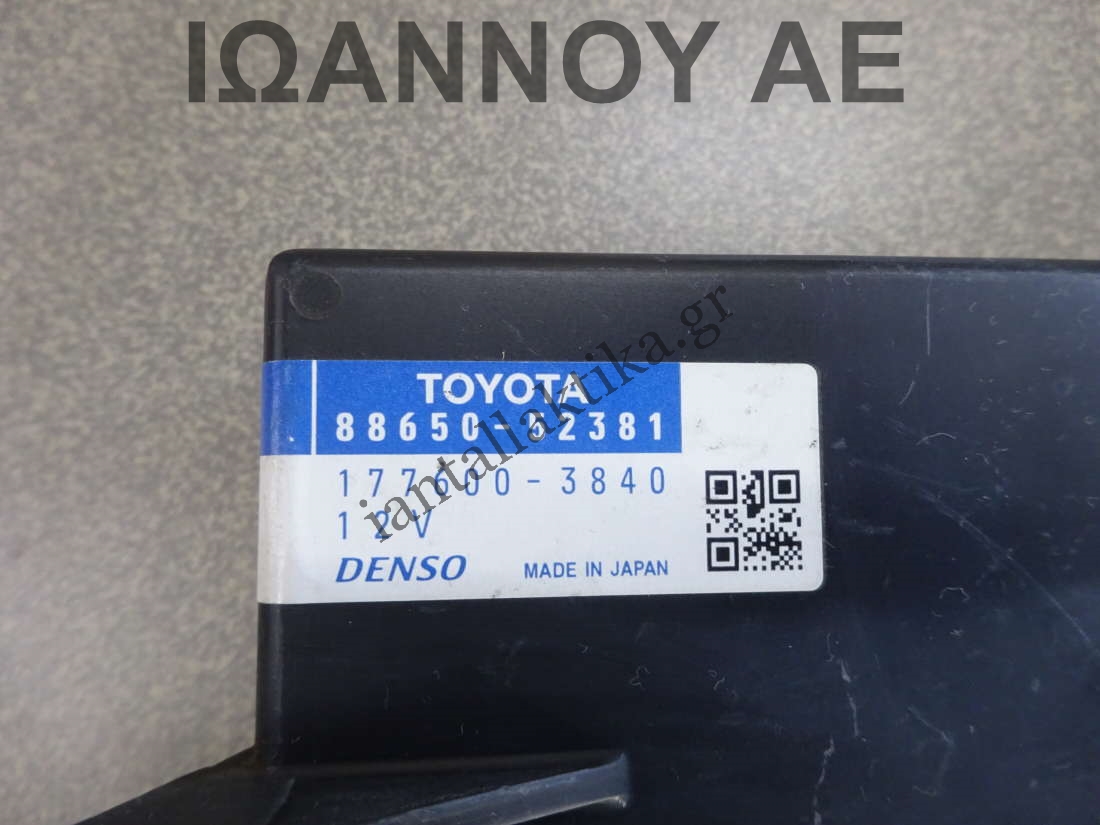 ΙΩΑΝΝΟΥ ΑΕ
TOYOTA
88650-52381
177600-3840
12V
DENSO
MADE IN JAPAN
iantallaktika.gr